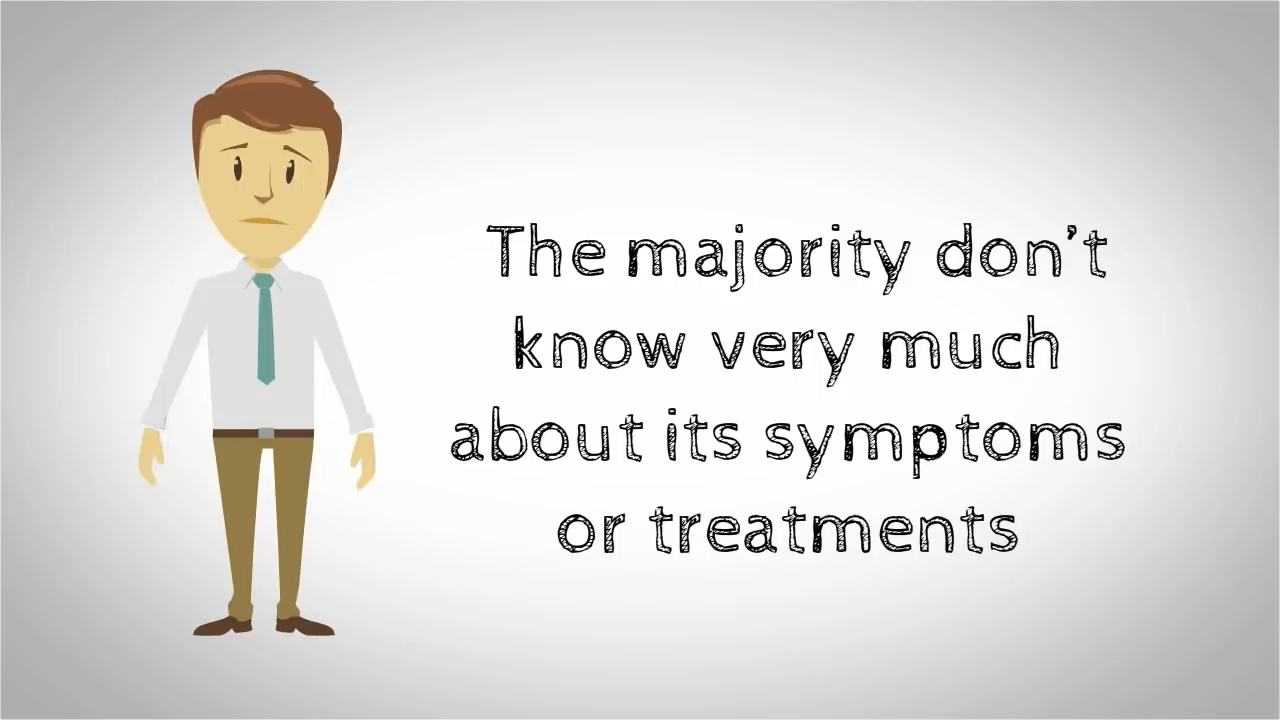 The majority don't
know very much
about its symptoms
or treatments